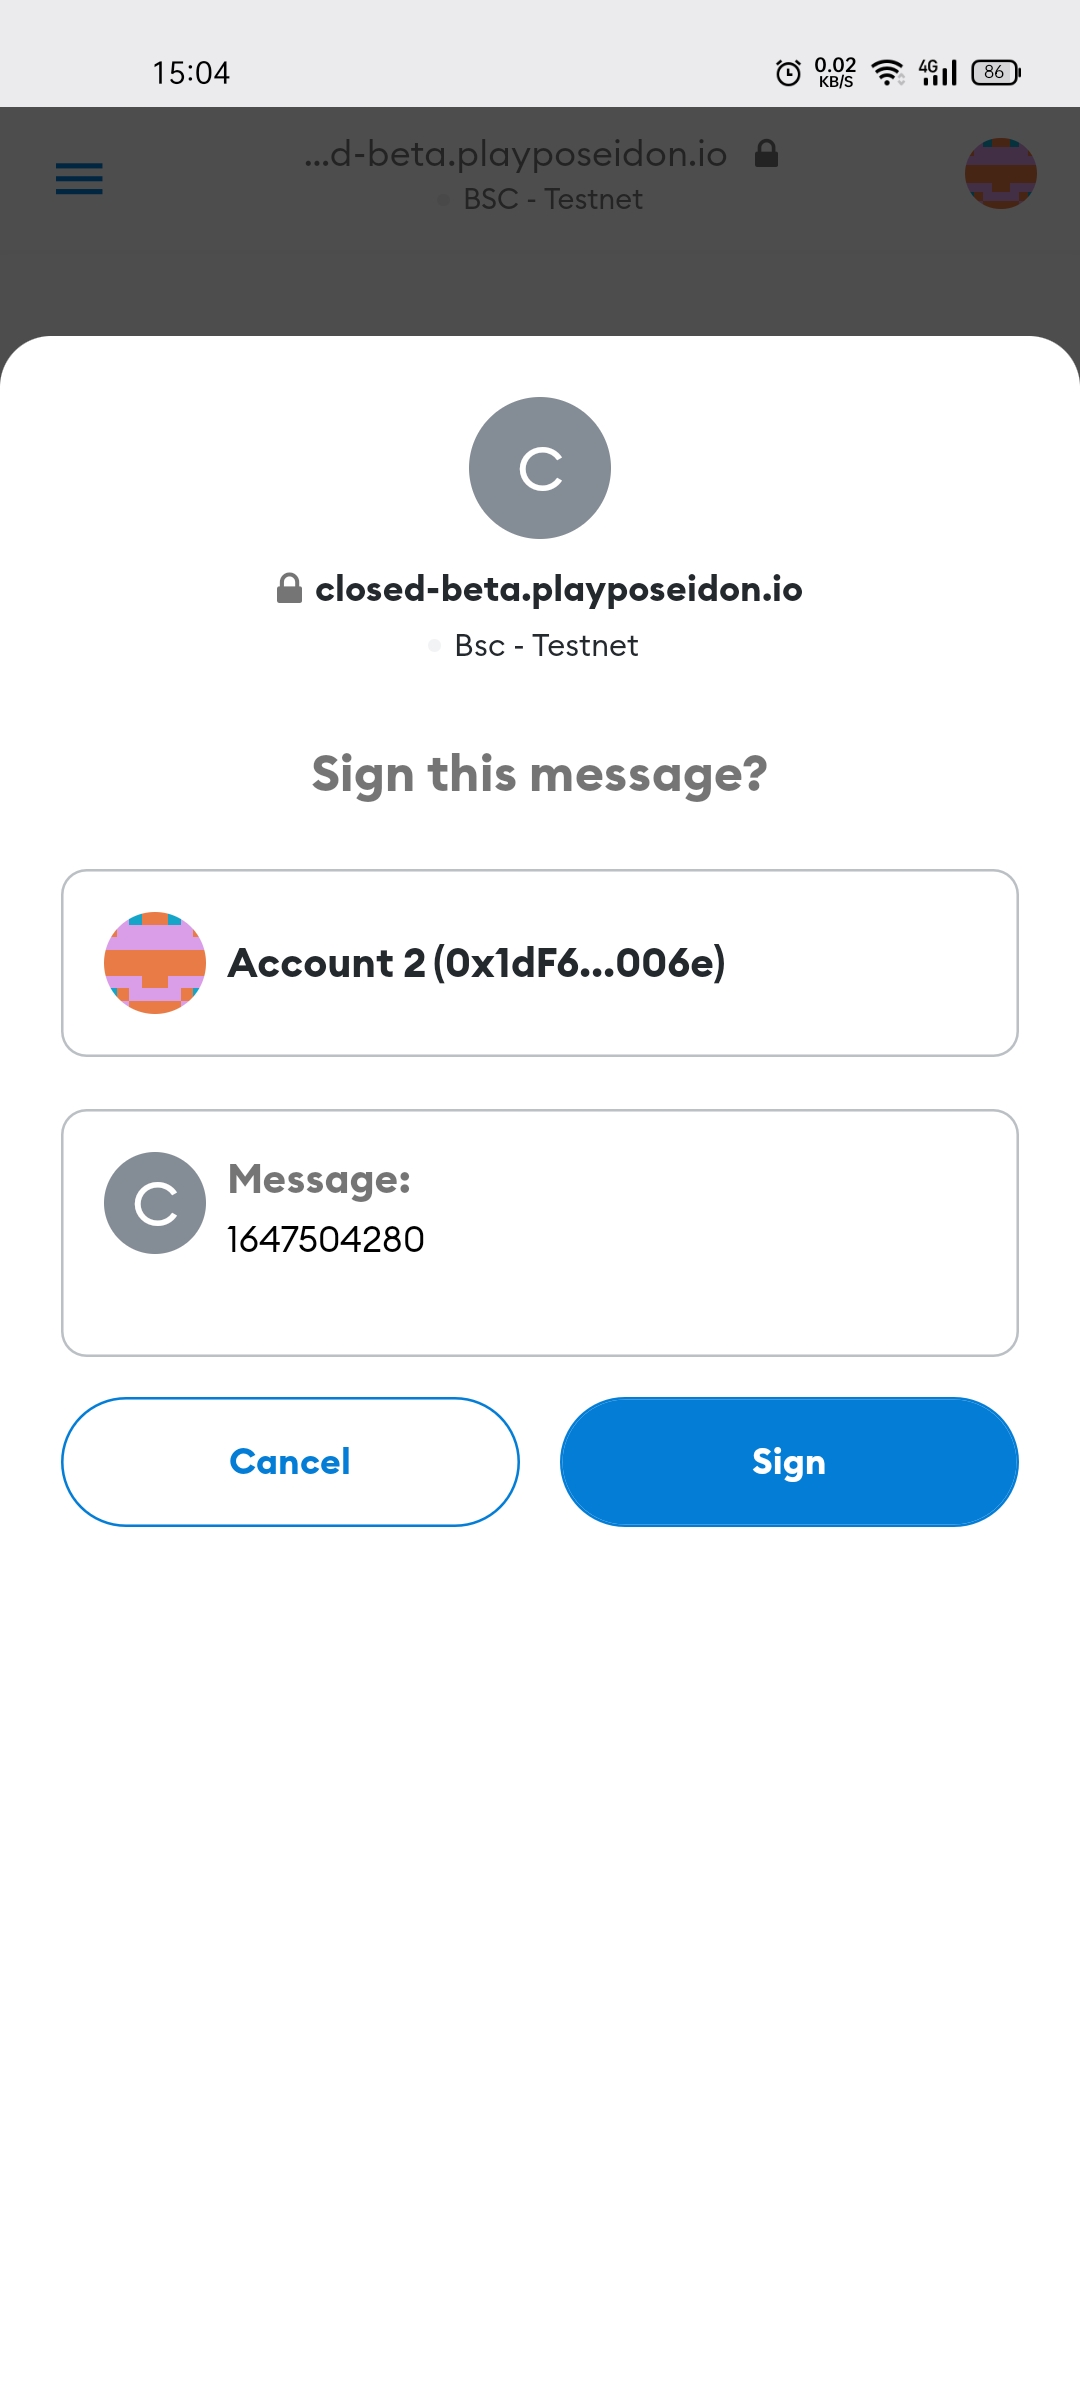 15:04
0.02
KB/S
4G
86
...d-beta.playposeidon.io
BSC - Testnet
C
closed-beta.playposeidon.io
Bsc - Testnet
Sign this message?
Account 2 (0x1dF6...006e)
C
Message:
1647504280
Cancel
Sign